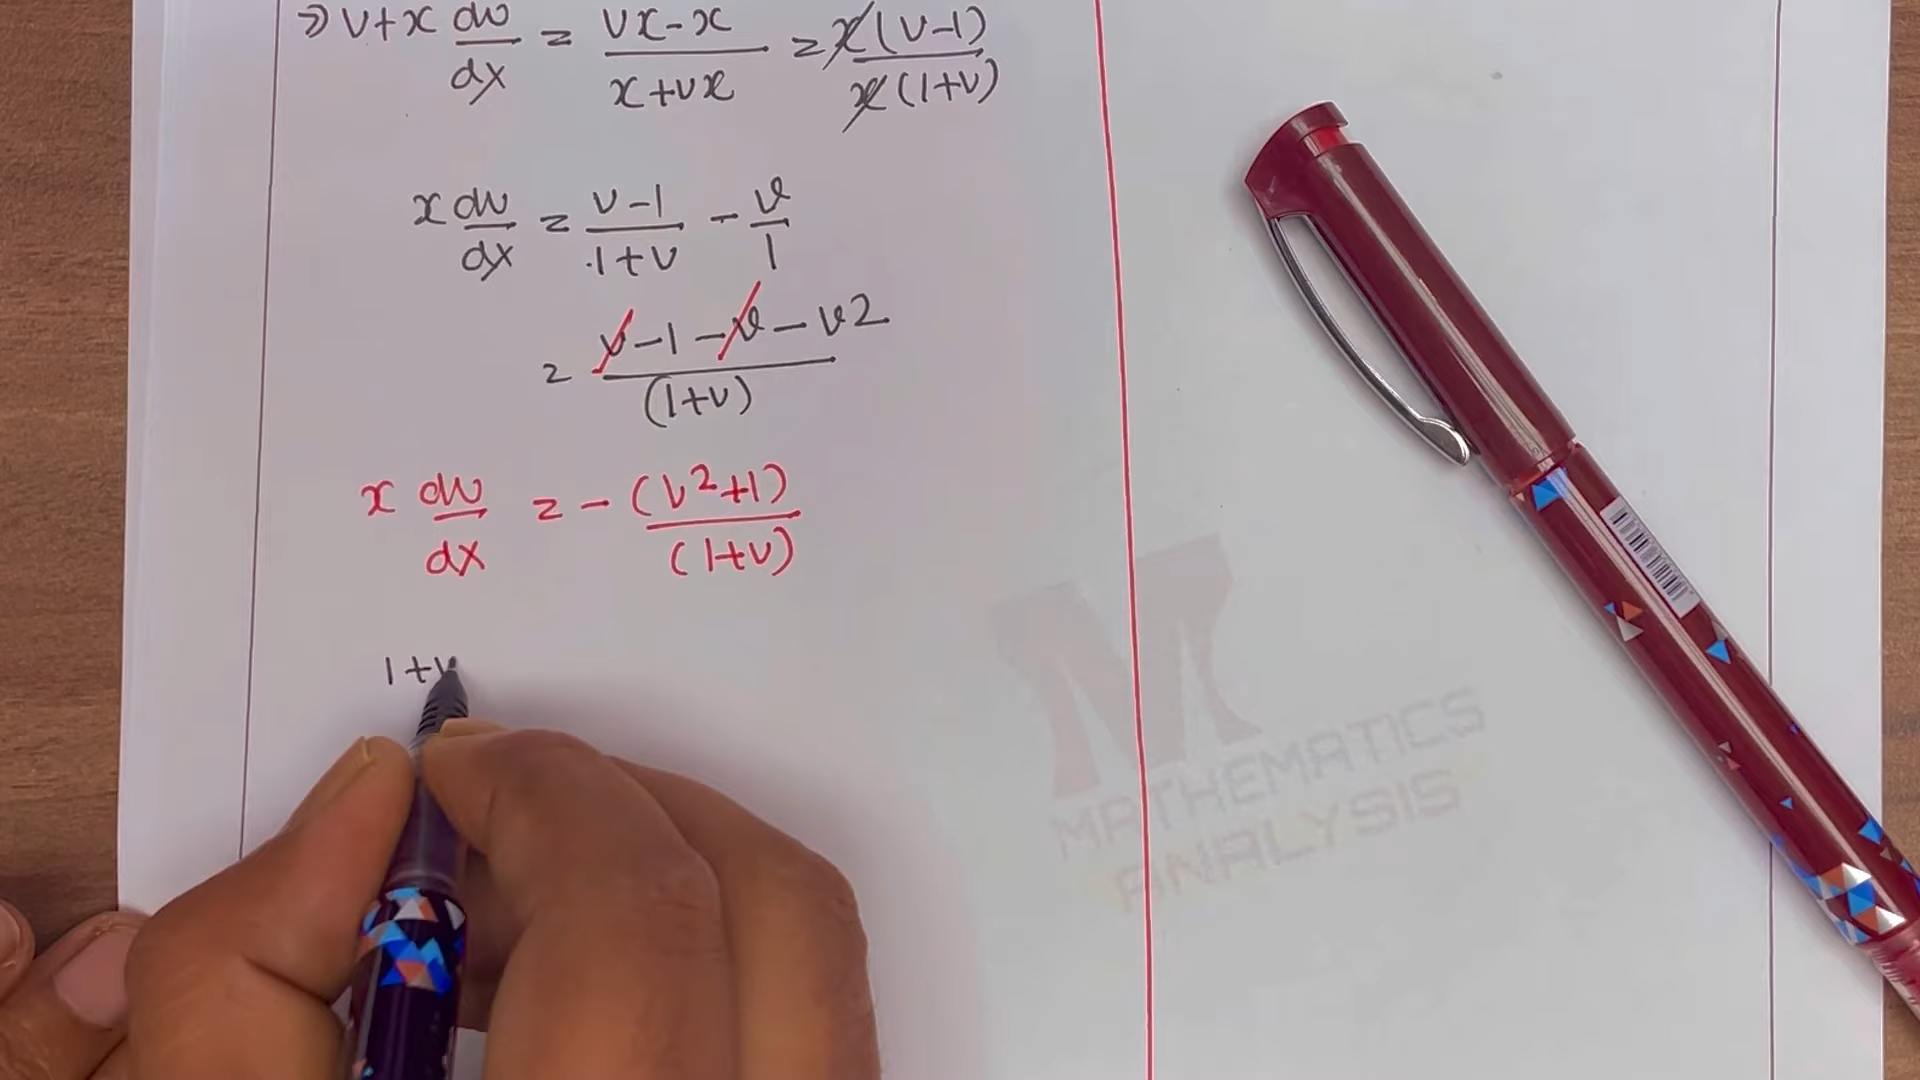 ⇒ v+x dv/dx = vx-x/x+vx = x(v-1)/x(1+v)
x dv/dx = v-1/1+v - v/1
= v-1-v-v2/(1+v)
x dv/dx = -(v²+1)/(1+v)
1+v
MATHEMATICS
ANALYSIS